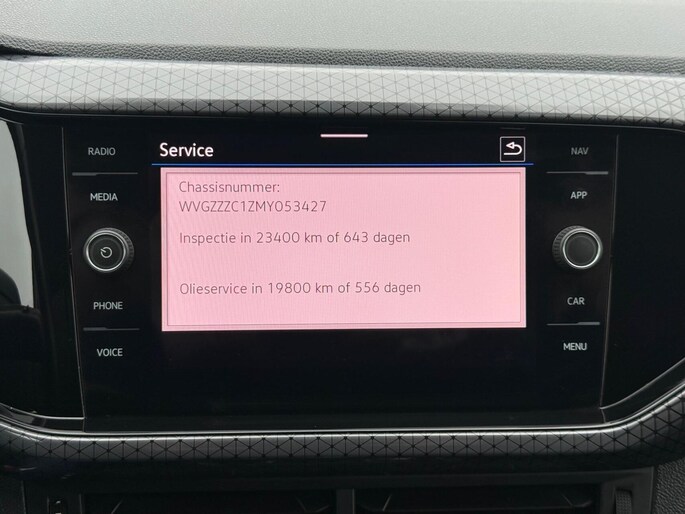 RADIO
MEDIA
PHONE
VOICE
Service
Chassisnummer:
WVGZZZC1ZMY053427
Inspectie in 23400 km of 643 dagen
Olieservice in 19800 km of 556 dagen
NAV
APP
CAR
MENU